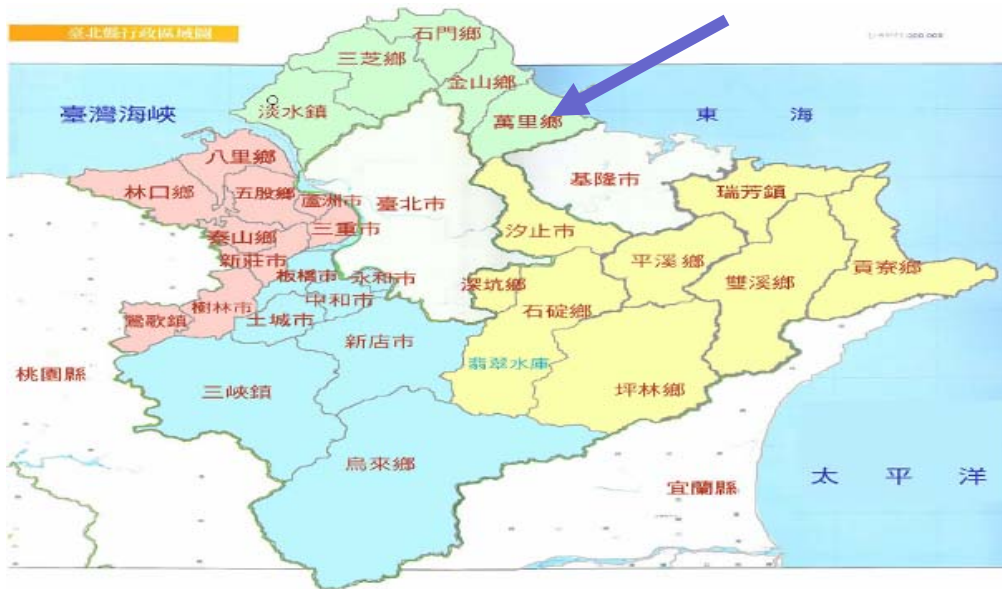 臺北縣行政區域圖
石門鄉
三芝鄉
金山鄉
淡水鎮
萬里鄉
臺灣海峽
東海
八里鄉
林口鄉
五股鄉
蘆洲市
臺北市
基隆市
瑞芳鎮
三重市
汐止市
泰山鄉
新莊市
板橋市
永和市
平溪鄉
貢寮鄉
深坑鄉
雙溪鄉
樹林市
中和市
石碇鄉
鶯歌鎮
土城市
新店市
翡翠水庫
桃園縣
三峽鎮
坪林鄉
烏來鄉
宜蘭縣
太平洋